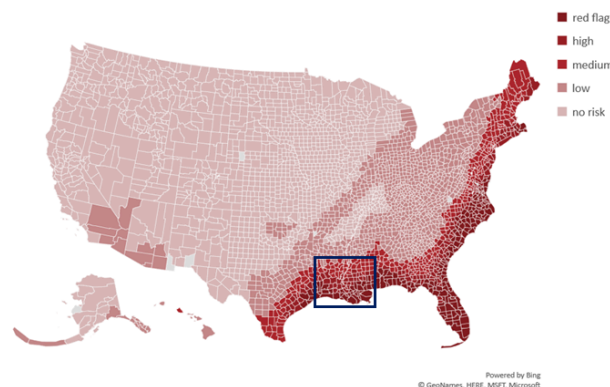 red flag
high
medium
low
no risk
Powered by Bing
© GeoNames, HERE, MSFT, Microsoft